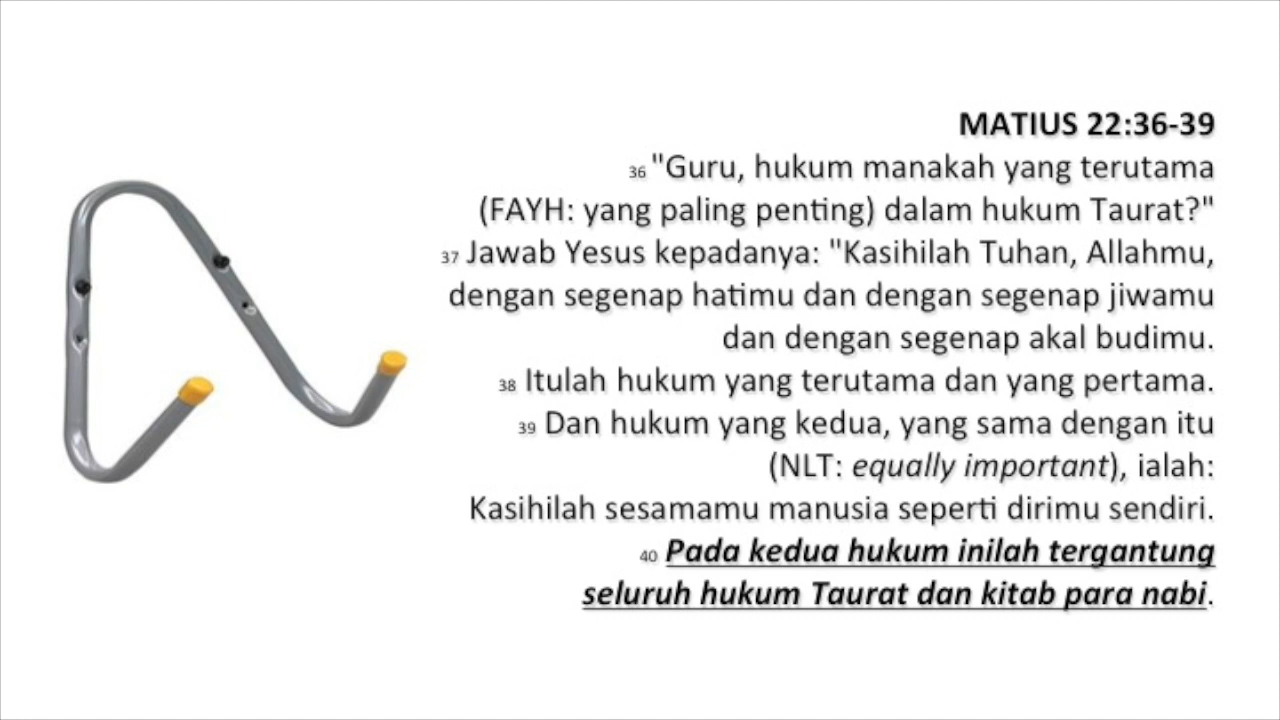 MATIUS 22:36-39
36 "Guru, hukum manakah yang terutama
(FAYH: yang paling penting) dalam hukum Taurat?"
37 Jawab Yesus kepadanya: "Kasihilah Tuhan, Allahmu,
dengan segenap hatimu dan dengan segenap jiwamu
dan dengan segenap akal budimu.
38 Itulah hukum yang terutama dan yang pertama.
39 Dan hukum yang kedua, yang sama dengan itu
(NLT: equally important), ialah:
Kasihilah sesamamu manusia seperti dirimu sendiri.
40 Pada kedua hukum inilah tergantung
seluruh hukum Taurat dan kitab para nabi.